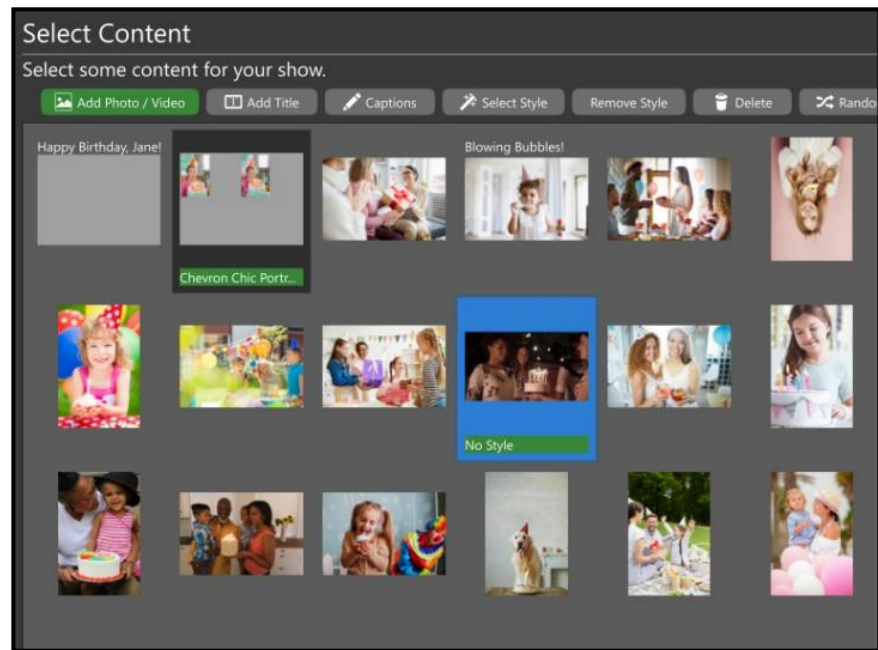 Select Content
Select some content for your show.
Add Photo / Video Add Title Captions Select Style Remove Style Delete Rando
Happy Birthday, Jane! Blowing Bubbles!
Chevron Chic Portr...
No Style